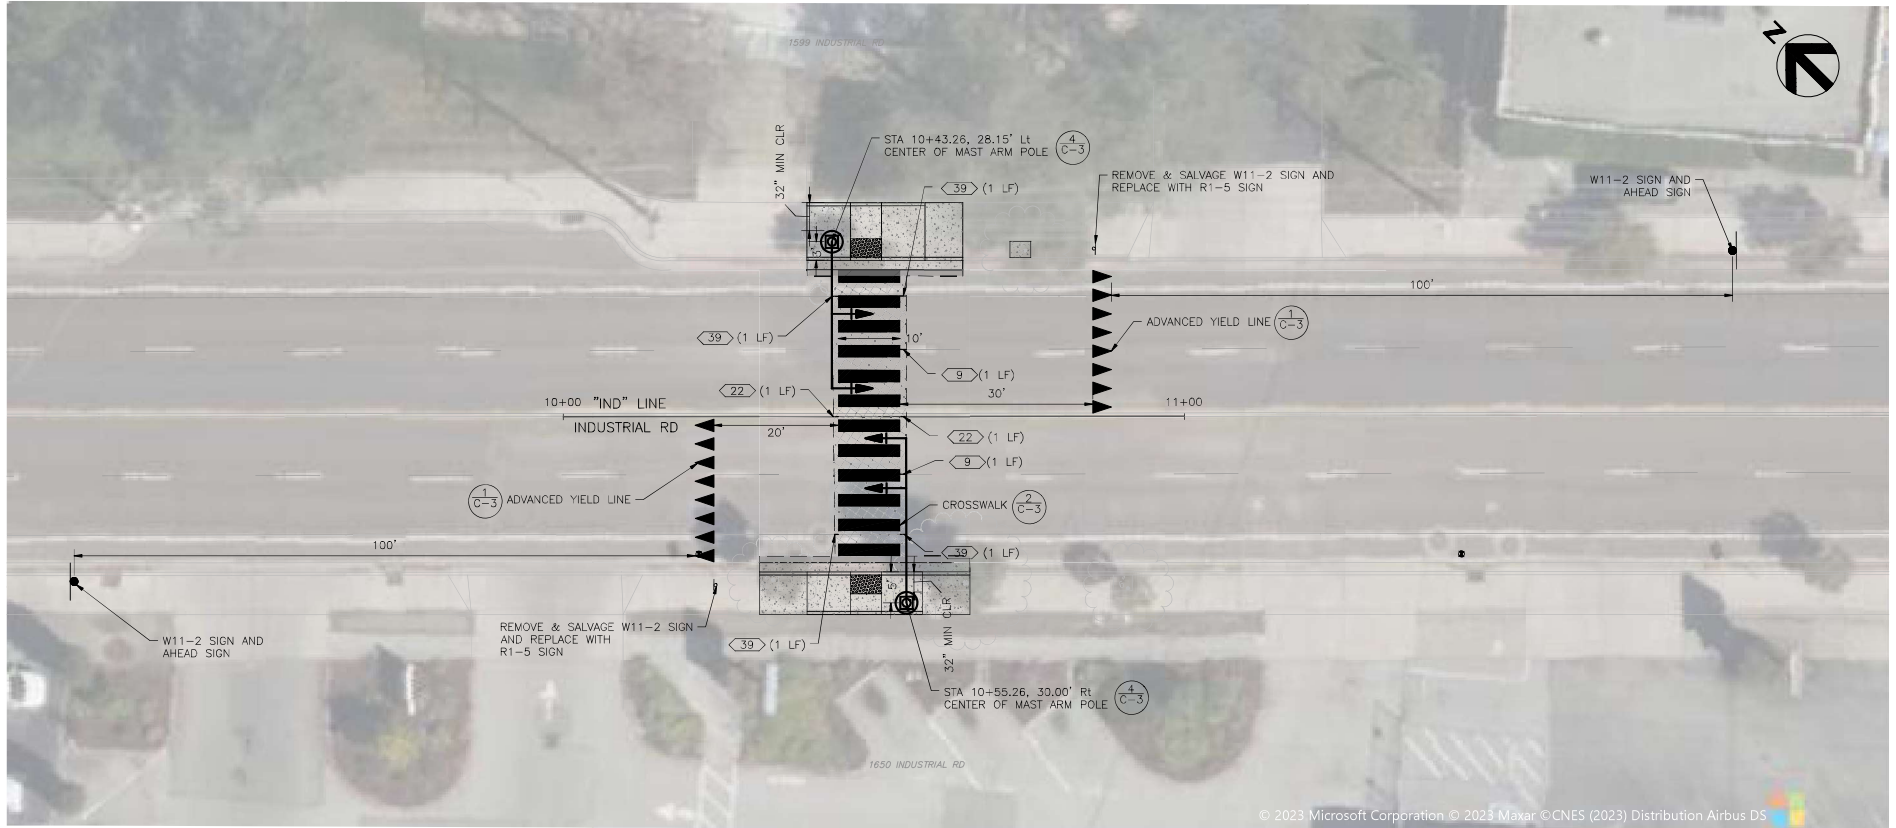 1599 INDUSTRIAL RD
N
32" MIN CLR
STA 10+43.26, 28.15' Lt
CENTER OF MAST ARM POLE
4
C-3
39 (1 LF)
REMOVE & SALVAGE W11-2 SIGN AND
REPLACE WITH R1-5 SIGN
W11-2 SIGN AND
AHEAD SIGN
3'
100'
39 (1 LF)
10'
ADVANCED YIELD LINE
1
C-3
9 (1 LF)
22 (1 LF)
30'
10+00 "IND" LINE
11+00
INDUSTRIAL RD
20'
22 (1 LF)
9 (1 LF)
1
C-3
ADVANCED YIELD LINE
CROSSWALK
2
C-3
100'
39 (1 LF)
5'
32" MIN CLR
W11-2 SIGN AND
AHEAD SIGN
REMOVE & SALVAGE W11-2 SIGN
AND REPLACE WITH
R1-5 SIGN
39 (1 LF)
STA 10+55.26, 30.00' Rt
CENTER OF MAST ARM POLE
4
C-3
1650 INDUSTRIAL RD
© 2023 Microsoft Corporation © 2023 Maxar ©CNES (2023) Distribution Airbus DS